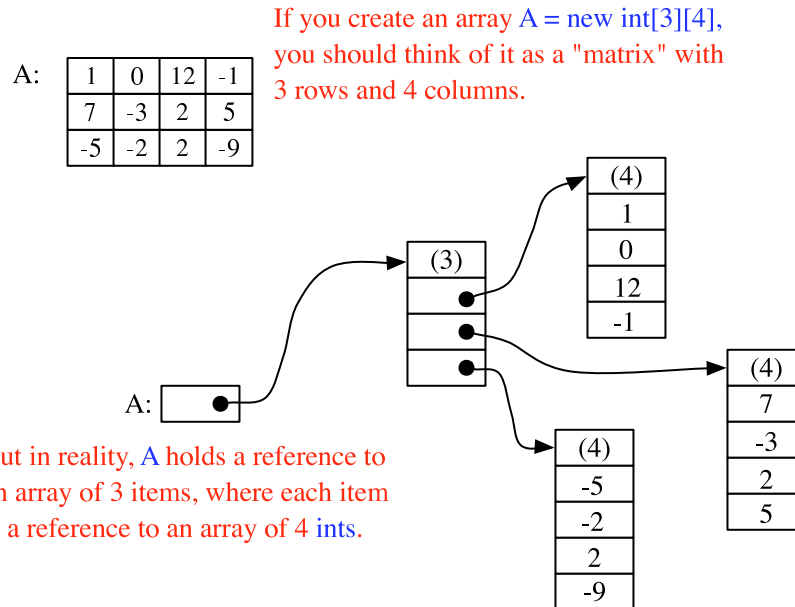 If you create an array A = new int[3][4],
you should think of it as a "matrix" with
3 rows and 4 columns.
A:
1 0 12 -1
7 -3 2 5
-5 -2 2 -9
(4)
1
0
12
-1
(3)
A:
(4)
7
-3
2
5
(4)
-5
-2
2
-9
ut in reality, A holds a reference to
n array of 3 items, where each item
a reference to an array of 4 ints.